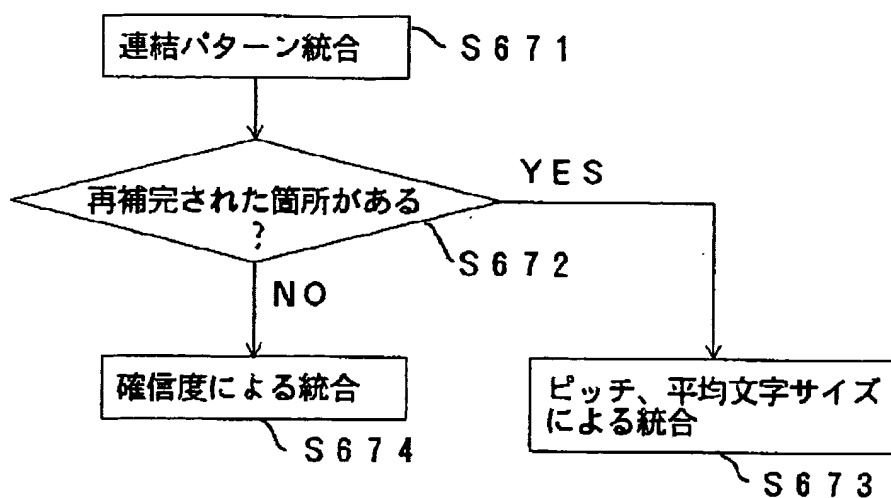 連結パターン統合
S671
再補完された箇所がある
?
YES
S672
NO
確信度による統合
S674
ピッチ、平均文字サイズ
による統合
S673